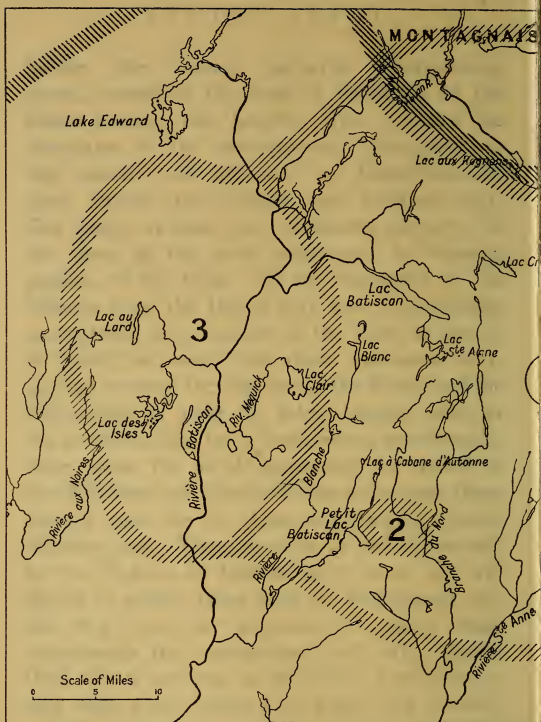 MONTAGNAIS
Lake Edward
Lac aux Rognons
Lac Cr
Lac
Batiscan
Lac au
Lard
3
Lac
Blanc
Lac
Ste Anne
Lac
Clair
Riv. Meguick
Lac des
Isles
Rivière Batiscan
Rivière aux Noires
Blanche
Lac à Cabane d'Automne
Petit
Lac
Batiscan
2
Branche du Nord
Rivière
Rivière Ste Anne
Scale of Miles
0 5 10